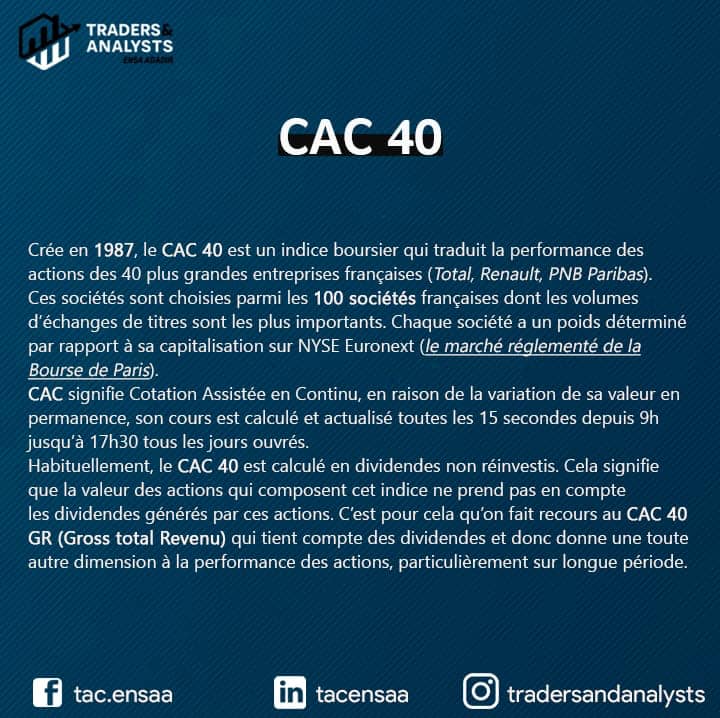 TRADERS&
ANALYSTS
ENSA AGADIR
CAC 40
Crée en 1987, le CAC 40 est un indice boursier qui traduit la performance des
actions des 40 plus grandes entreprises françaises (Total, Renault, PNB Paribas).
Ces sociétés sont choisies parmi les 100 sociétés françaises dont les volumes
d’échanges de titres sont les plus importants. Chaque société a un poids déterminé
par rapport à sa capitalisation sur NYSE Euronext (le marché réglementé de la
Bourse de Paris).
CAC signifie Cotation Assistée en Continu, en raison de la variation de sa valeur en
permanence, son cours est calculé et actualisé toutes les 15 secondes depuis 9h
jusqu’à 17h30 tous les jours ouvrés.
Habituellement, le CAC 40 est calculé en dividendes non réinvestis. Cela signifie
que la valeur des actions qui composent cet indice ne prend pas en compte
les dividendes générés par ces actions. C’est pour cela qu’on fait recours au CAC 40
GR (Gross total Revenu) qui tient compte des dividendes et donc donne une toute
autre dimension à la performance des actions, particulièrement sur longue période.
tac.ensaa
tacensaa
tradersandanalysts